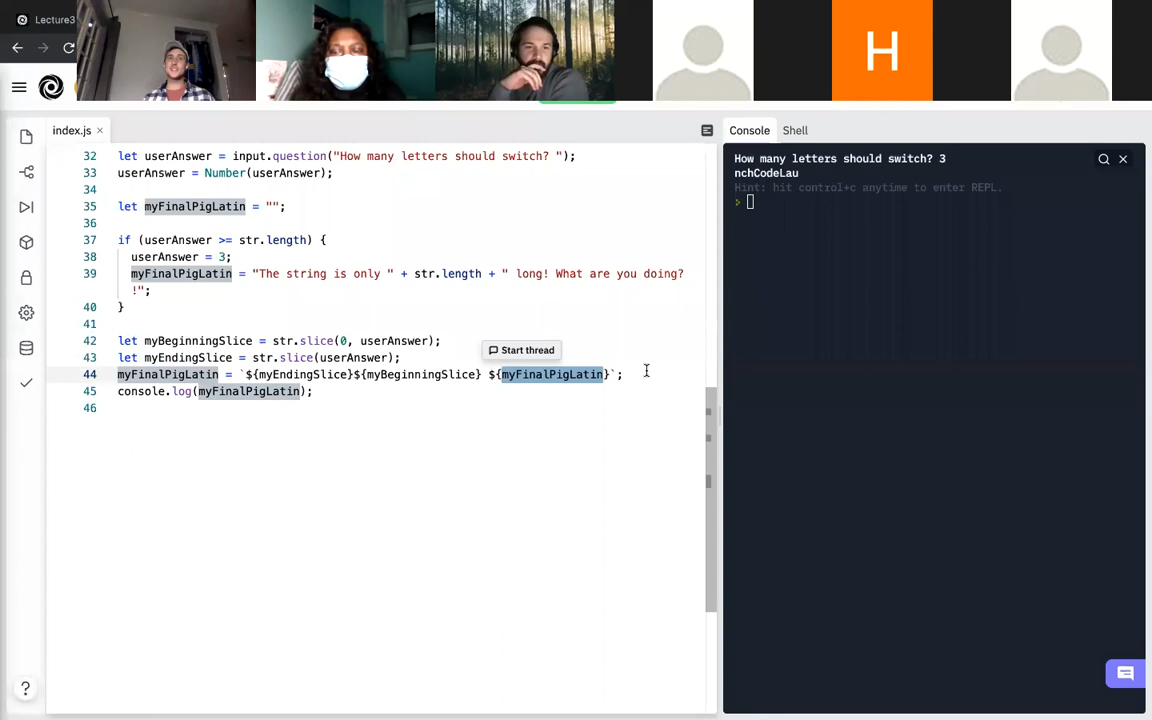 Lecture3
H
index.js ×
Console
Shell
32 let userAnswer = input.question("How many letters should switch? ");
33 userAnswer = Number(userAnswer);
34
35 let myFinalPigLatin = "";
36
37 if (userAnswer >= str.length) {
38 userAnswer = 3;
39 myFinalPigLatin = "The string is only " + str.length + " long! What are you doing?
!";
40 }
41
42 let myBeginningSlice = str.slice(0, userAnswer);
43 let myEndingSlice = str.slice(userAnswer);
Start thread
44 myFinalPigLatin = `${myEndingSlice}${myBeginningSlice} ${myFinalPigLatin}`;
45 console.log(myFinalPigLatin);
46
How many letters should switch? 3
nchCodeLau
Hint: hit control+c anytime to enter REPL.
>
?